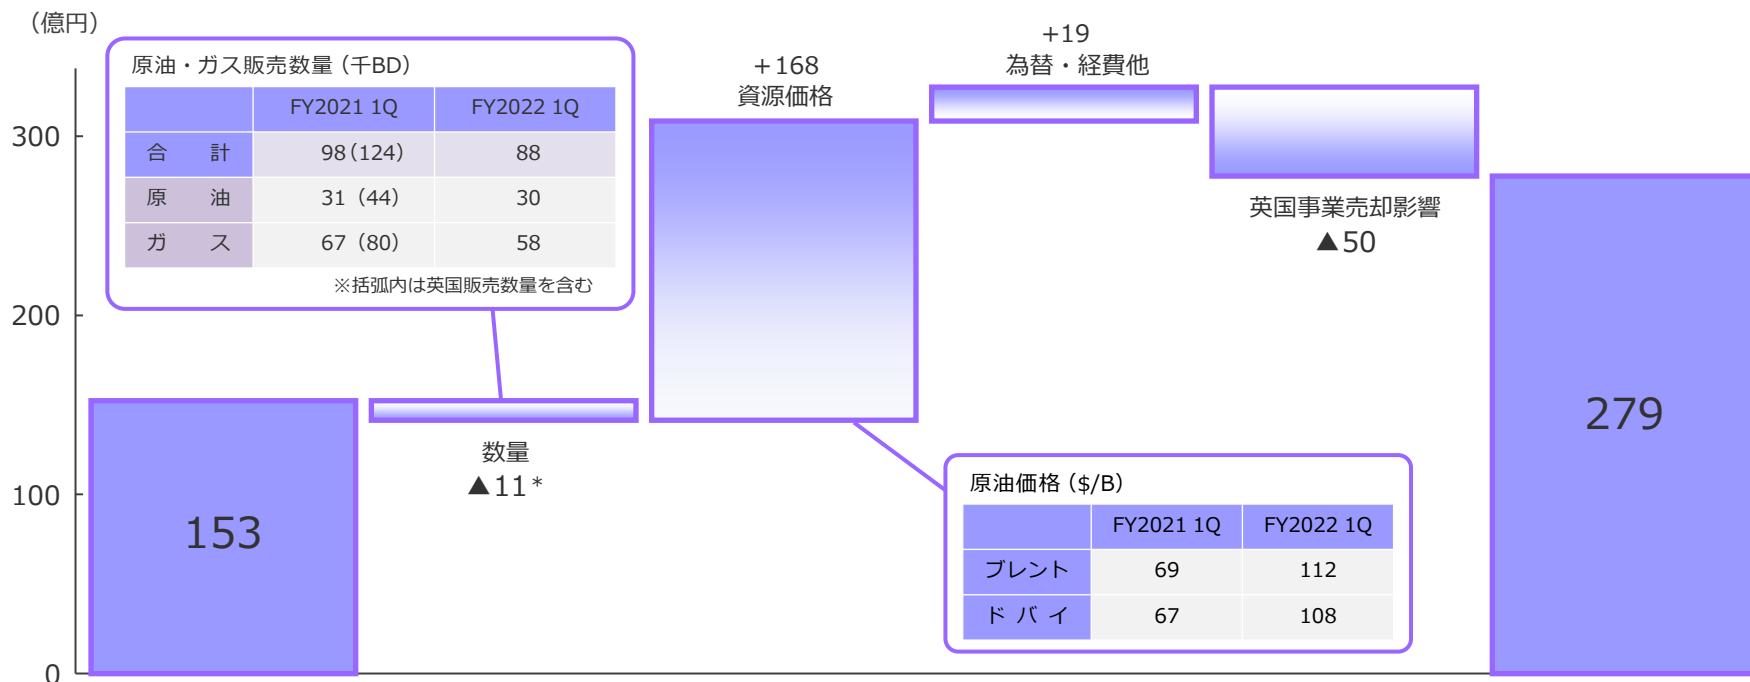 （億円）
原油・ガス販売数量（千BD）
FY2021 1Q FY2022 1Q
合 計 98（124） 88
原 油 31（44） 30
ガ ス 67（80） 58
※括弧内は英国販売数量を含む
+168
資源価格
+19
為替・経費他
英国事業売却影響
▲50
数量
▲11*
153
279
原油価格（$/B）
FY2021 1Q FY2022 1Q
ブレント 69 112
ド バ イ 67 108
300
200
100
0